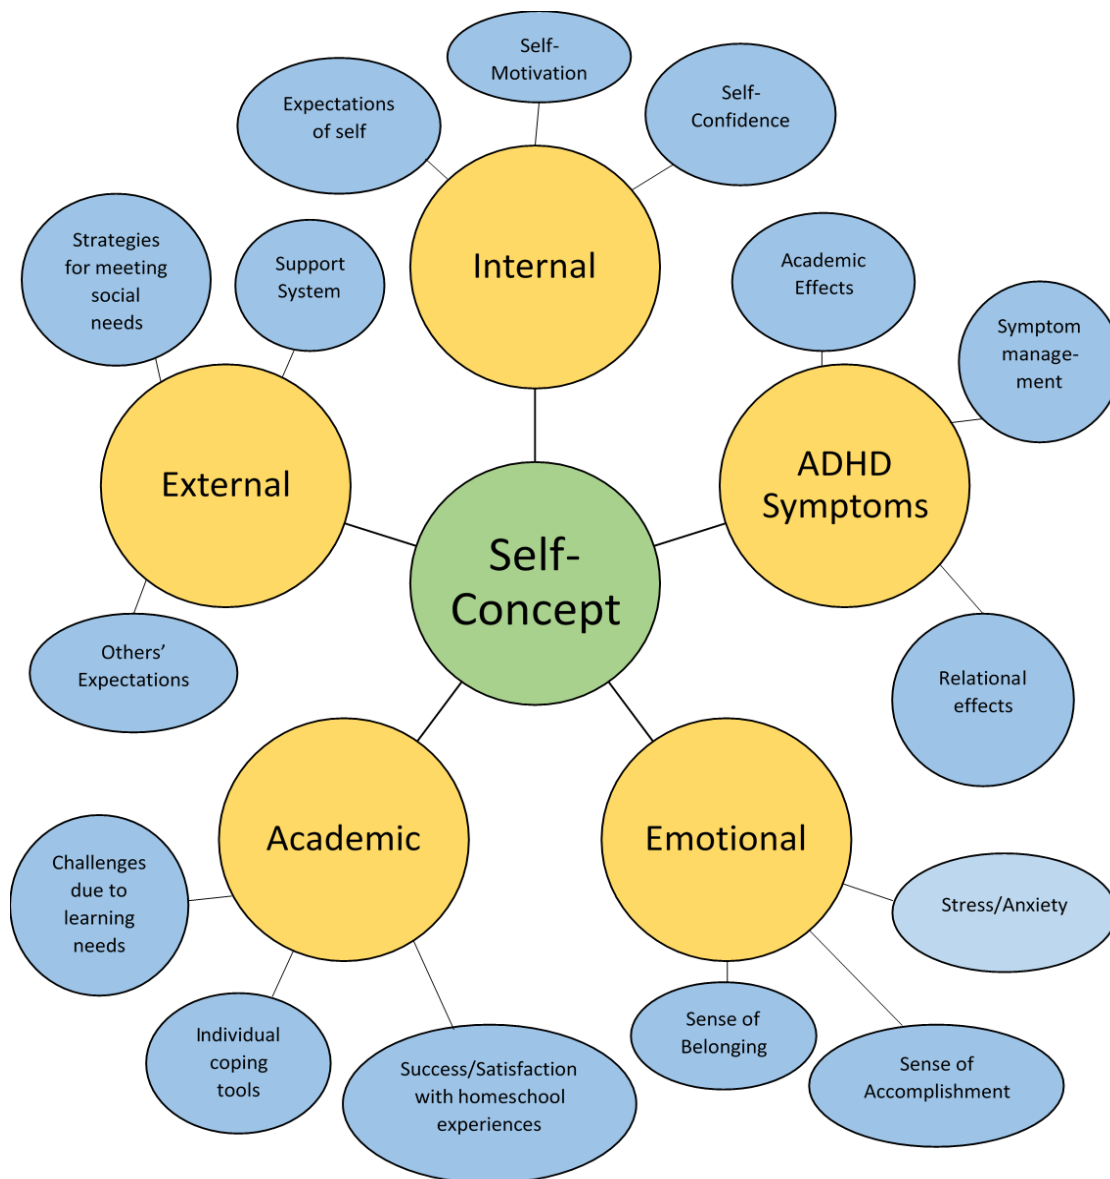 Self-
Motivation
Expectations
of self
Self-
Confidence
Internal
Strategies
for meeting
social
needs
Support
System
Academic
Effects
Symptom
manage-
ment
External
ADHD
Symptoms
Self-
Concept
Others’
Expectations
Relational
effects
Academic
Emotional
Challenges
due to
learning
needs
Stress/Anxiety
Individual
coping
tools
Success/Satisfaction
with homeschool
experiences
Sense of
Belonging
Sense of
Accomplishment